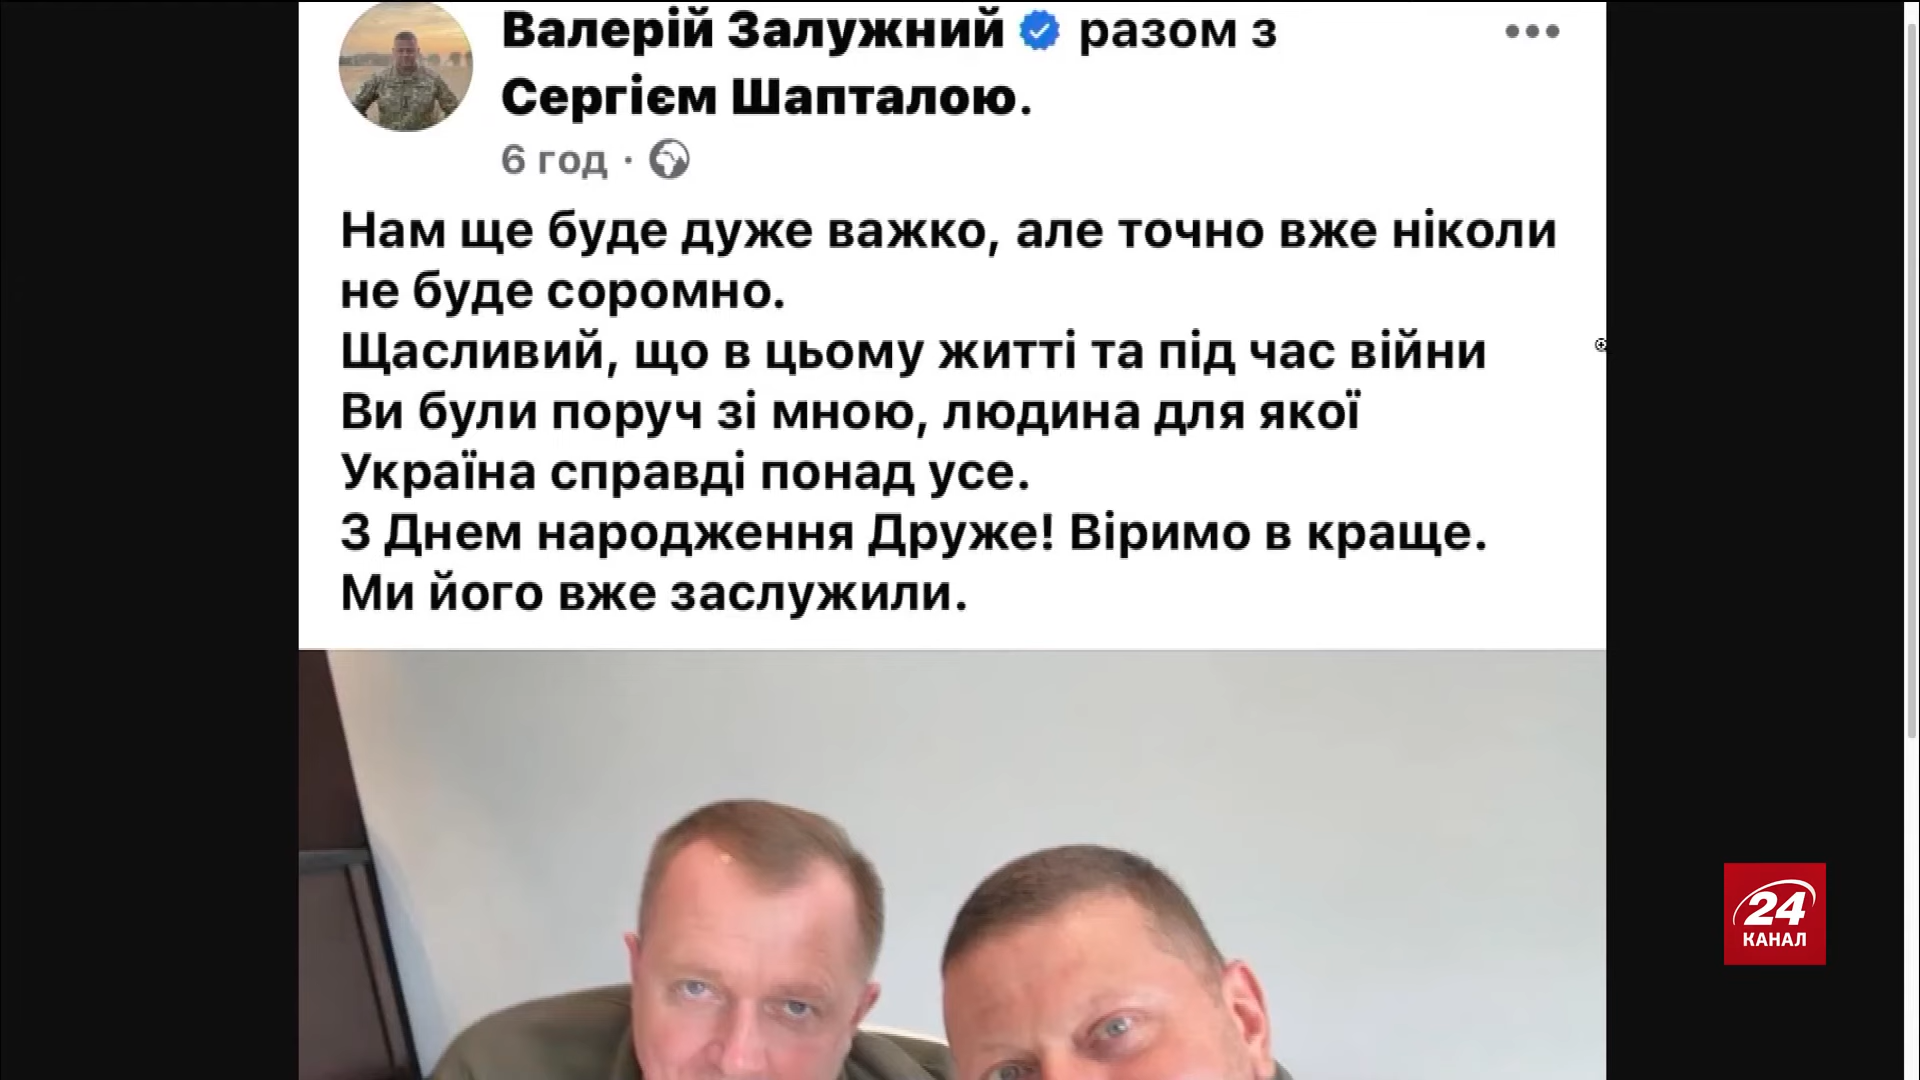 Валерій Залужний разом з
Сергієм Шапталою.
6 год ·
Нам ще буде дуже важко, але точно вже ніколи
не буде соромно.
Щасливий, що в цьому житті та під час війни
Ви були поруч зі мною, людина для якої
Україна справді понад усе.
З Днем народження Друже! Віримо в краще.
Ми його вже заслужили.
24
КАНАЛ